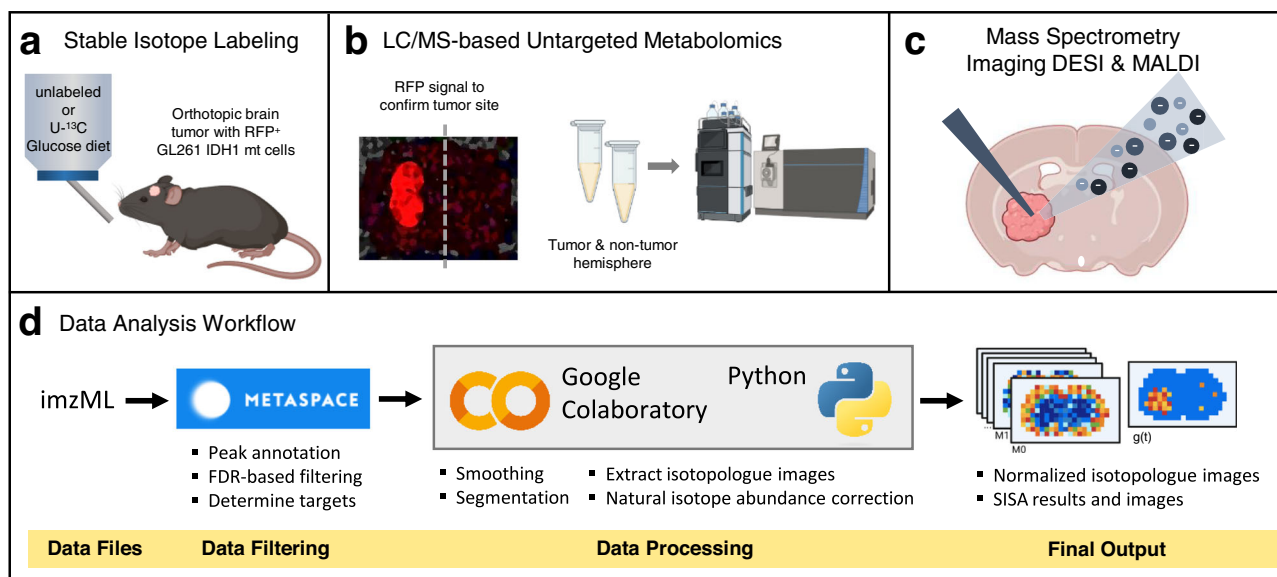 a Stable Isotope Labeling
unlabeled
or
U-¹³C
Glucose diet
Orthotopic brain
tumor with RFP⁺
GL261 IDH1 mt cells
b LC/MS-based Untargeted Metabolomics
RFP signal to
confirm tumor site
Tumor & non-tumor
hemisphere
c Mass Spectrometry
Imaging DESI & MALDI
d Data Analysis Workflow
imzML
METASPACE
▪ Peak annotation
▪ FDR-based filtering
▪ Determine targets
Google
Colaboratory
Python
▪ Smoothing
▪ Segmentation
▪ Extract isotopologue images
▪ Natural isotope abundance correction
...
M1
M0
g(t)
▪ Normalized isotopologue images
▪ SISA results and images
Data Files
Data Filtering
Data Processing
Final Output